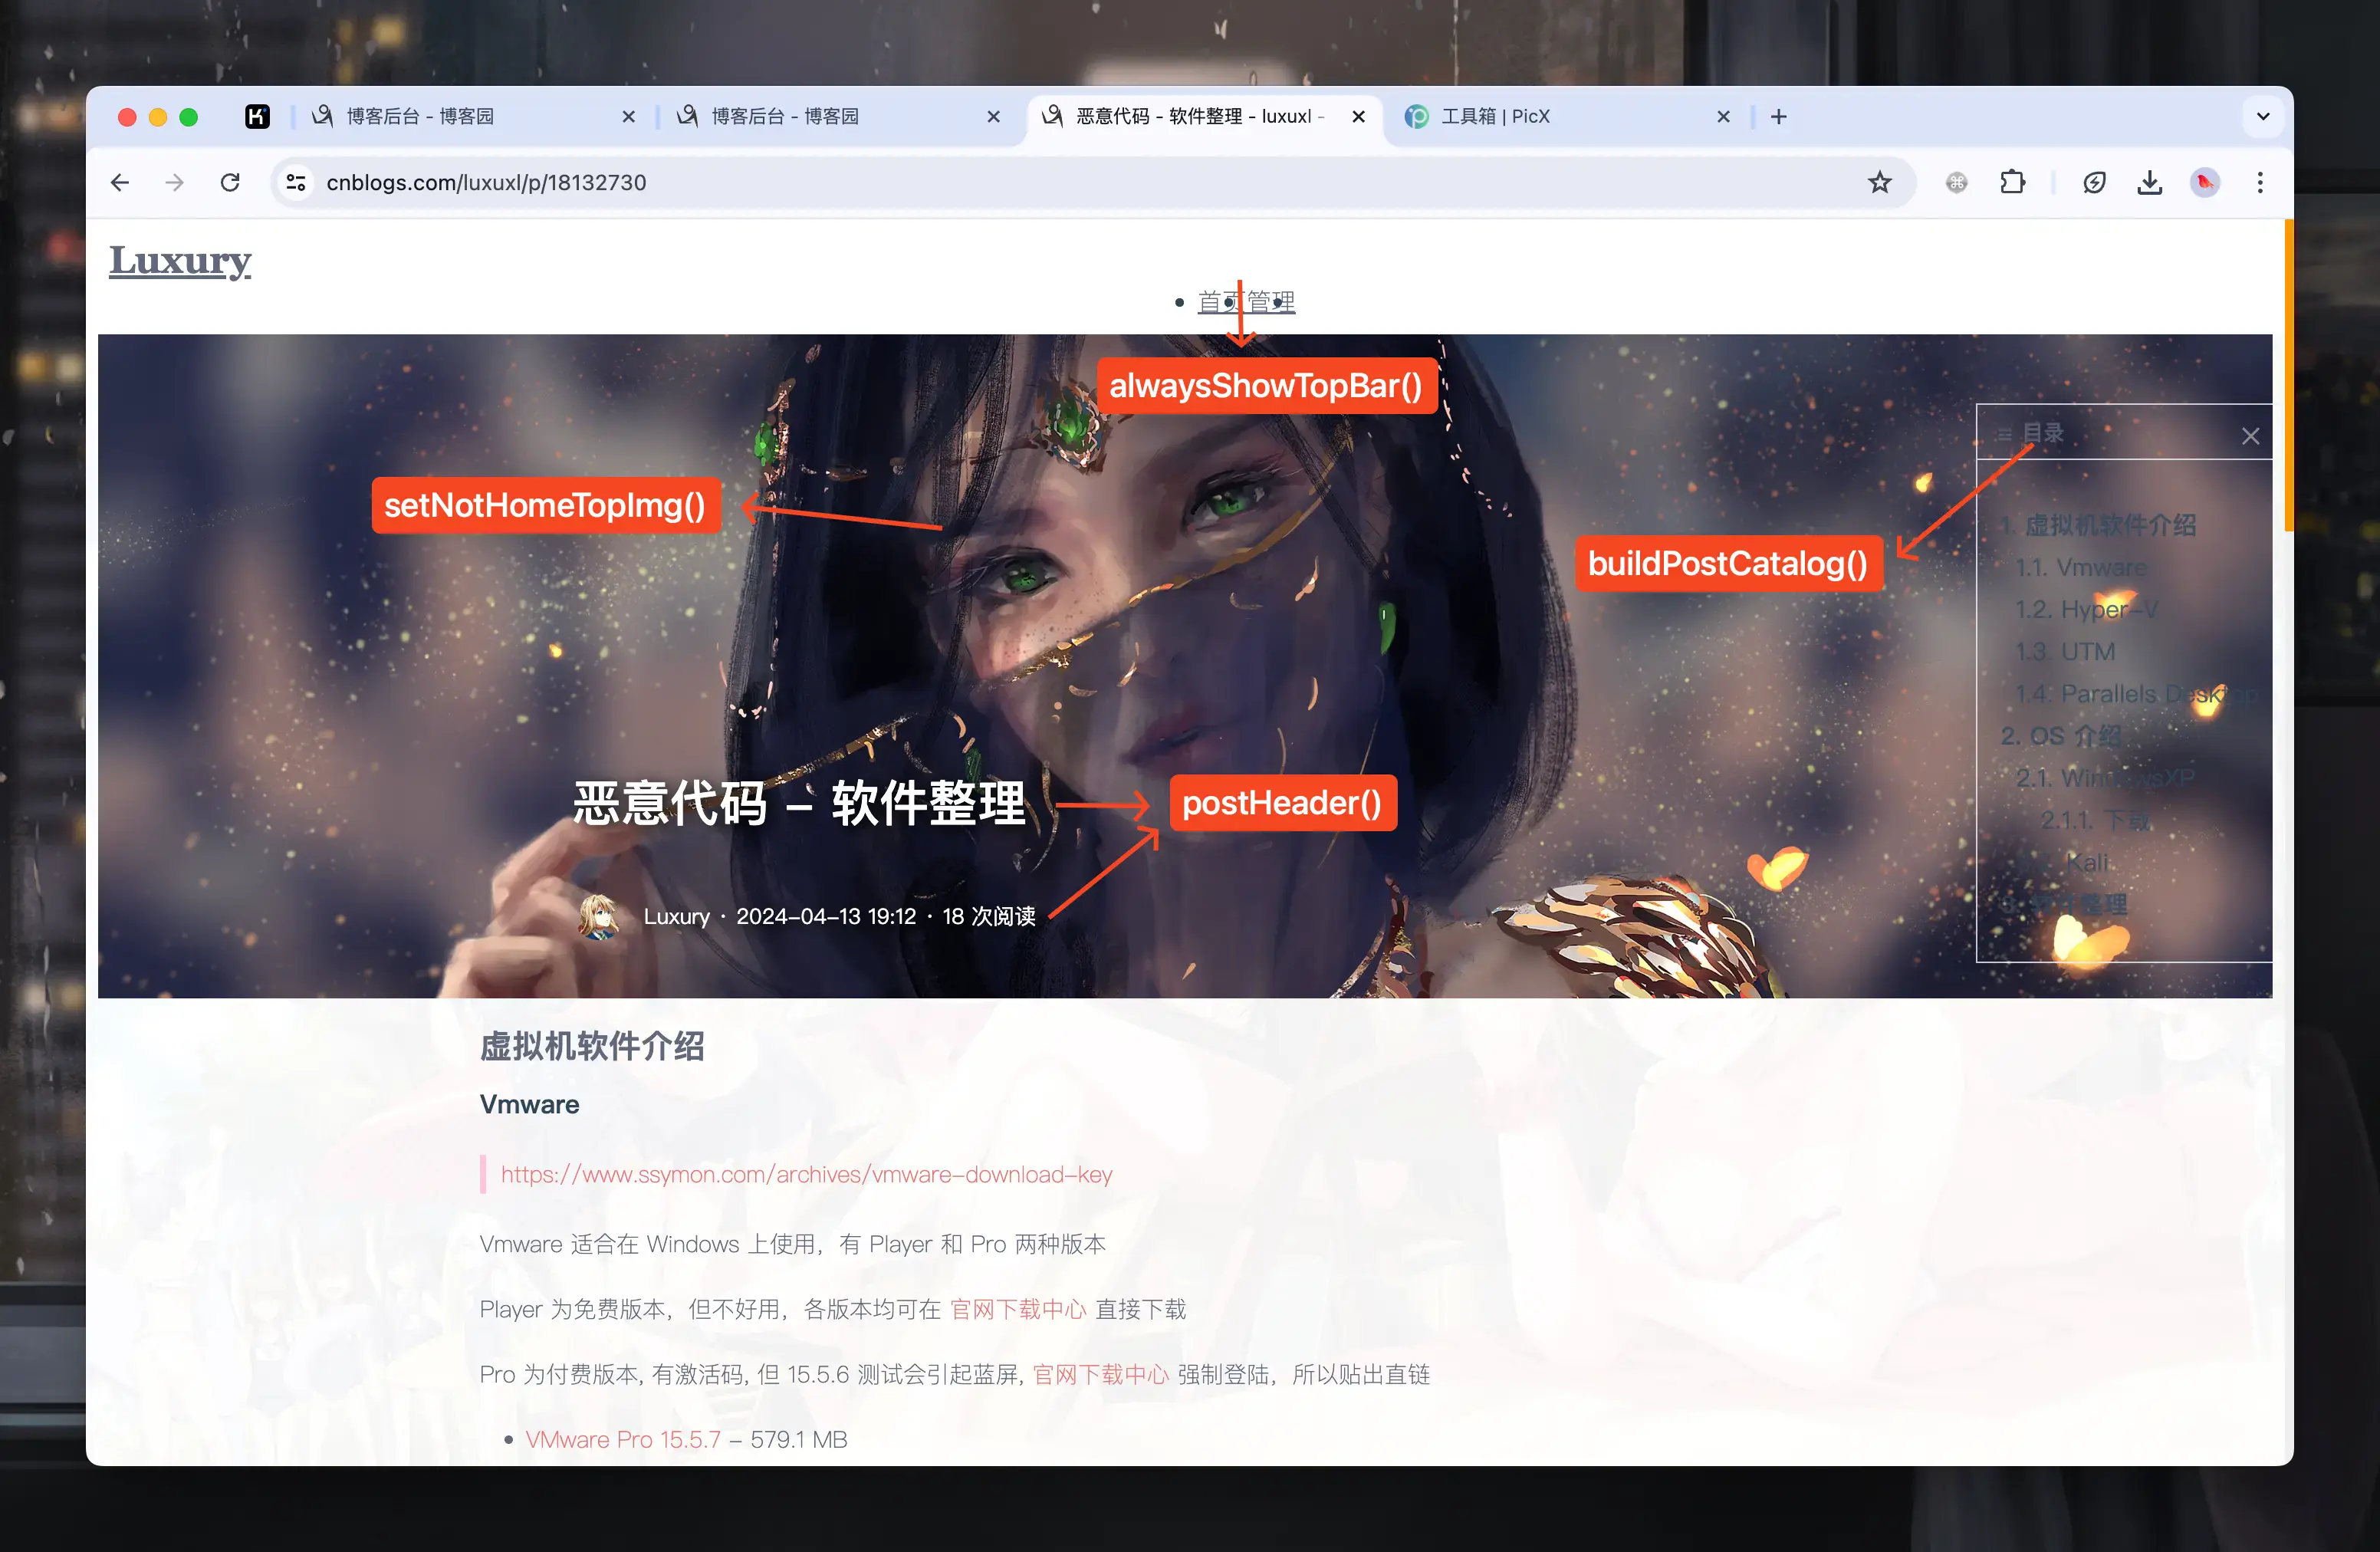 博客后台 - 博客园
博客后台 - 博客园
恶意代码 - 软件整理 - luxuxl -
工具箱 | PicX
cnblogs.com/luxuxl/p/18132730
Luxury
首页管理
alwaysShowTopBar()
setNotHomeTopImg()
buildPostCatalog()
目录
1. 虚拟机软件介绍
1.1. Vmware
1.2. Hyper-V
1.3. UTM
1.4. Parallels Desktop
2. OS 介绍
2.1. WindowsXP
2.1.1. 下载
Kali
整理
恶意代码 - 软件整理
postHeader()
Luxury · 2024-04-13 19:12 · 18 次阅读
虚拟机软件介绍
Vmware
https://www.ssymon.com/archives/vmware-download-key
Vmware 适合在 Windows 上使用，有 Player 和 Pro 两种版本
Player 为免费版本，但不好用，各版本均可在 官网下载中心 直接下载
Pro 为付费版本, 有激活码, 但 15.5.6 测试会引起蓝屏, 官网下载中心 强制登陆，所以贴出直链
VMware Pro 15.5.7 - 579.1 MB